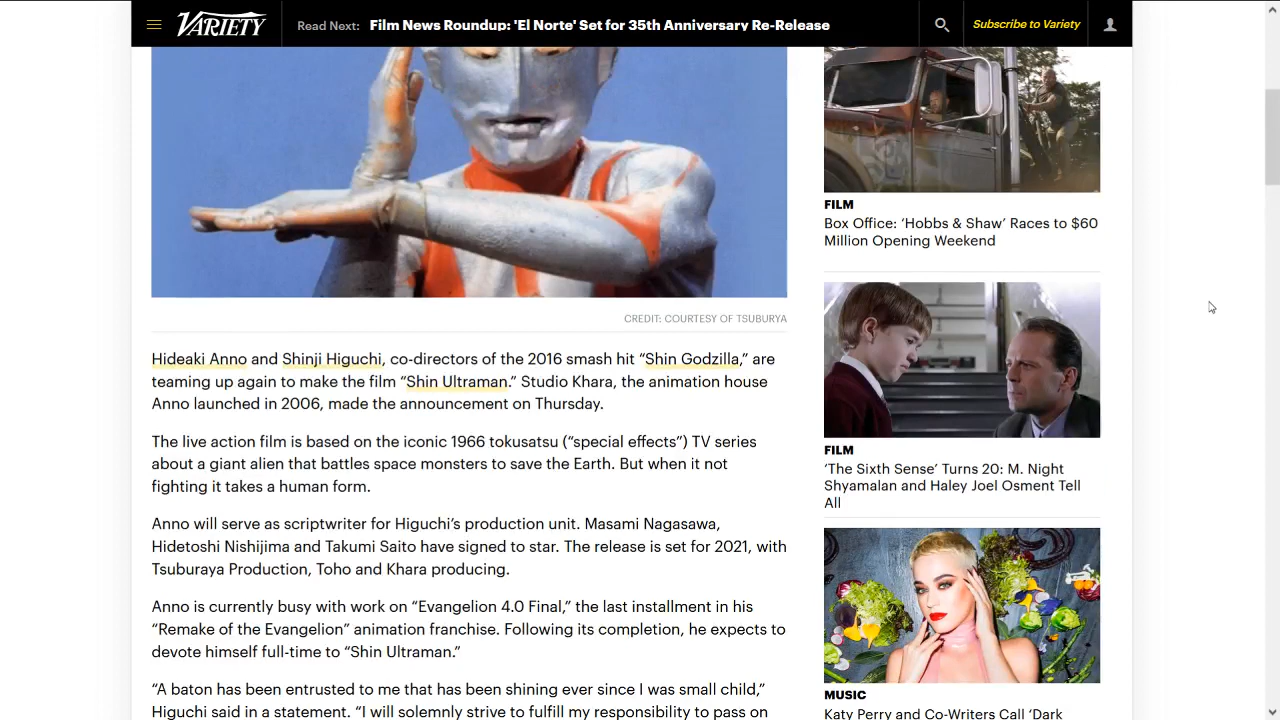 VARIETY
Read Next: Film News Roundup: 'El Norte' Set for 35th Anniversary Re-Release
Subscribe to Variety
CREDIT: COURTESY OF TSUBURYA
Hideaki Anno and Shinji Higuchi, co-directors of the 2016 smash hit “Shin Godzilla,” are
teaming up again to make the film “Shin Ultraman.” Studio Khara, the animation house
Anno launched in 2006, made the announcement on Thursday.
The live action film is based on the iconic 1966 tokusatsu (“special effects”) TV series
about a giant alien that battles space monsters to save the Earth. But when it not
fighting it takes a human form.
Anno will serve as scriptwriter for Higuchi’s production unit. Masami Nagasawa,
Hidetoshi Nishijima and Takumi Saito have signed to star. The release is set for 2021, with
Tsuburaya Production, Toho and Khara producing.
Anno is currently busy with work on “Evangelion 4.0 Final,” the last installment in his
“Remake of the Evangelion” animation franchise. Following its completion, he expects to
devote himself full-time to “Shin Ultraman.”
“A baton has been entrusted to me that has been shining ever since I was small child,”
Higuchi said in a statement. “I will solemnly strive to fulfill my responsibility to pass on
FILM
Box Office: ‘Hobbs & Shaw’ Races to $60
Million Opening Weekend
FILM
‘The Sixth Sense’ Turns 20: M. Night
Shyamalan and Haley Joel Osment Tell
All
MUSIC
Katy Perry and Co-Writers Call ‘Dark